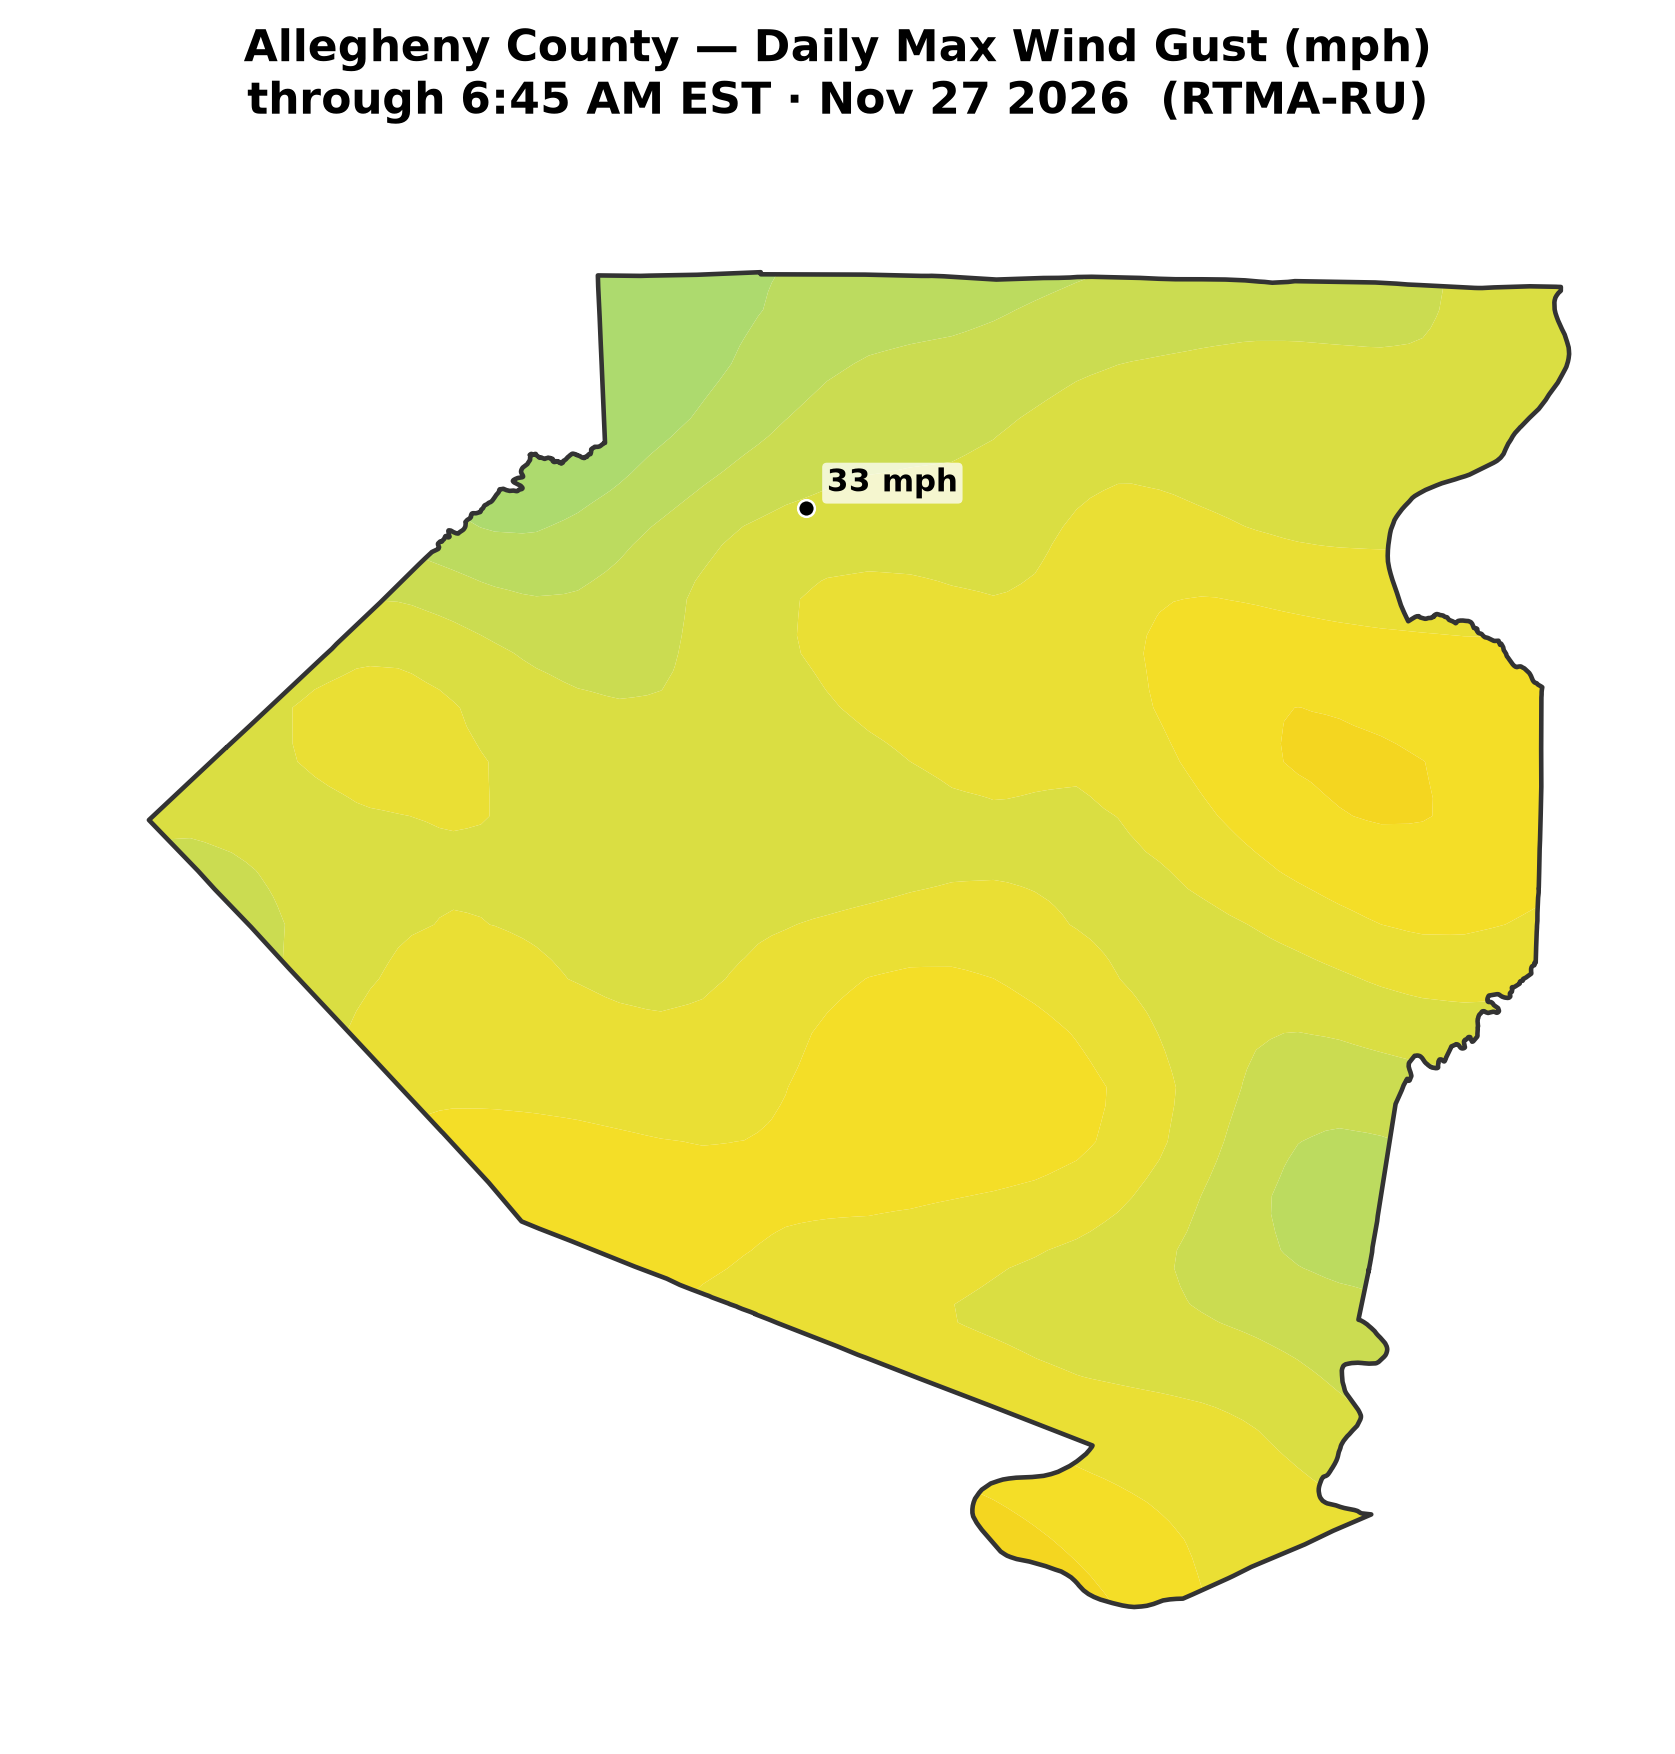 Allegheny County — Daily Max Wind Gust (mph)
through 6:45 AM EST · Nov 27 2026 (RTMA-RU)
33 mph